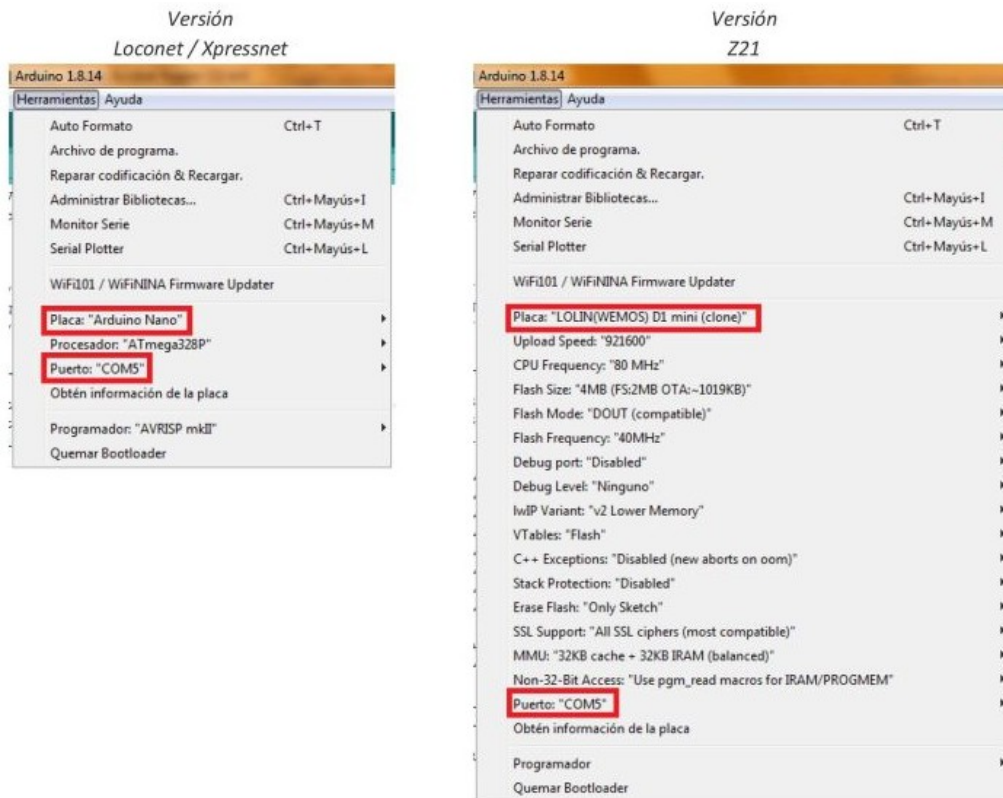 Versión
Loconet / Xpressnet
Arduino 1.8.14
Herramientas Ayuda
Auto Formato Ctrl+T
Archivo de programa.
Reparar codificación & Recargar.
Administrar Bibliotecas... Ctrl+Mayús+I
Monitor Serie Ctrl+Mayús+M
Serial Plotter Ctrl+Mayús+L
WiFi101 / WiFiNINA Firmware Updater
Placa: "Arduino Nano"
Procesador: "ATmega328P"
Puerto: "COM5"
Obtén información de la placa
Programador: "AVRISP mkII"
Quemar Bootloader
Versión
Z21
Arduino 1.8.14
Herramientas Ayuda
Auto Formato Ctrl+T
Archivo de programa.
Reparar codificación & Recargar.
Administrar Bibliotecas... Ctrl+Mayús+I
Monitor Serie Ctrl+Mayús+M
Serial Plotter Ctrl+Mayús+L
WiFi101 / WiFiNINA Firmware Updater
Placa: "LOLIN(WEMOS) D1 mini (clone)"
Upload Speed: "921600"
CPU Frequency: "80 MHz"
Flash Size: "4MB (FS:2MB OTA:~1019KB)"
Flash Mode: "DOUT (compatible)"
Flash Frequency: "40MHz"
Debug port: "Disabled"
Debug Level: "Ninguno"
lwIP Variant: "v2 Lower Memory"
VTables: "Flash"
C++ Exceptions: "Disabled (new aborts on oom)"
Stack Protection: "Disabled"
Erase Flash: "Only Sketch"
SSL Support: "All SSL ciphers (most compatible)"
MMU: "32KB cache + 32KB IRAM (balanced)"
Non-32-Bit Access: "Use pgm_read macros for IRAM/PROGMEM"
Puerto: "COM5"
Obtén información de la placa
Programador
Quemar Bootloader